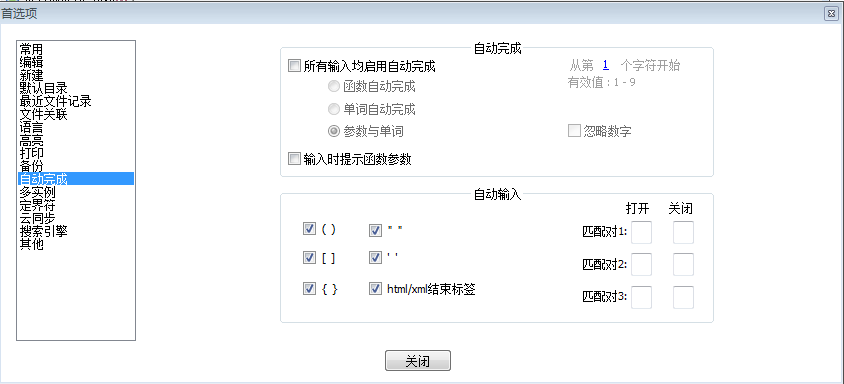 首选项
常用
编辑
新建
默认目录
最近文件记录
文件关联
语言
高亮
打印
备份
自动完成
多实例
定界符
云同步
搜索引擎
其他
自动完成
所有输入均启用自动完成
函数自动完成
单词自动完成
参数与单词
输入时提示函数参数
从第 1 个字符开始
有效值：1 - 9
忽略数字
自动输入
( )
" "
[ ]
' '
{ }
html/xml结束标签
打开 关闭
匹配对1:
匹配对2:
匹配对3:
关闭